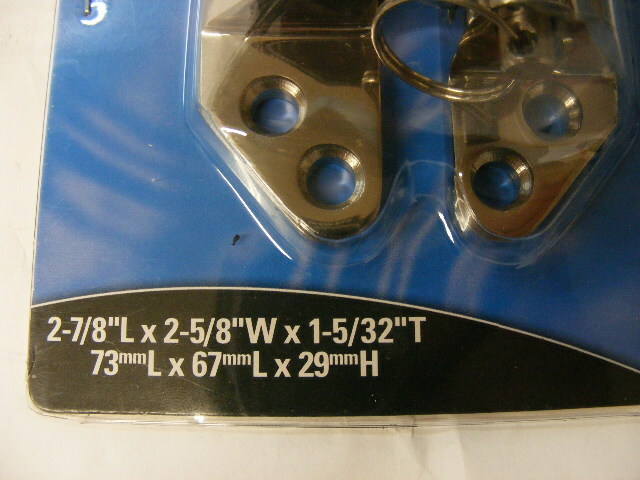 2-7/8"L x 2-5/8"W x 1-5/32"T
73mmL x 67mmL x 29mmH